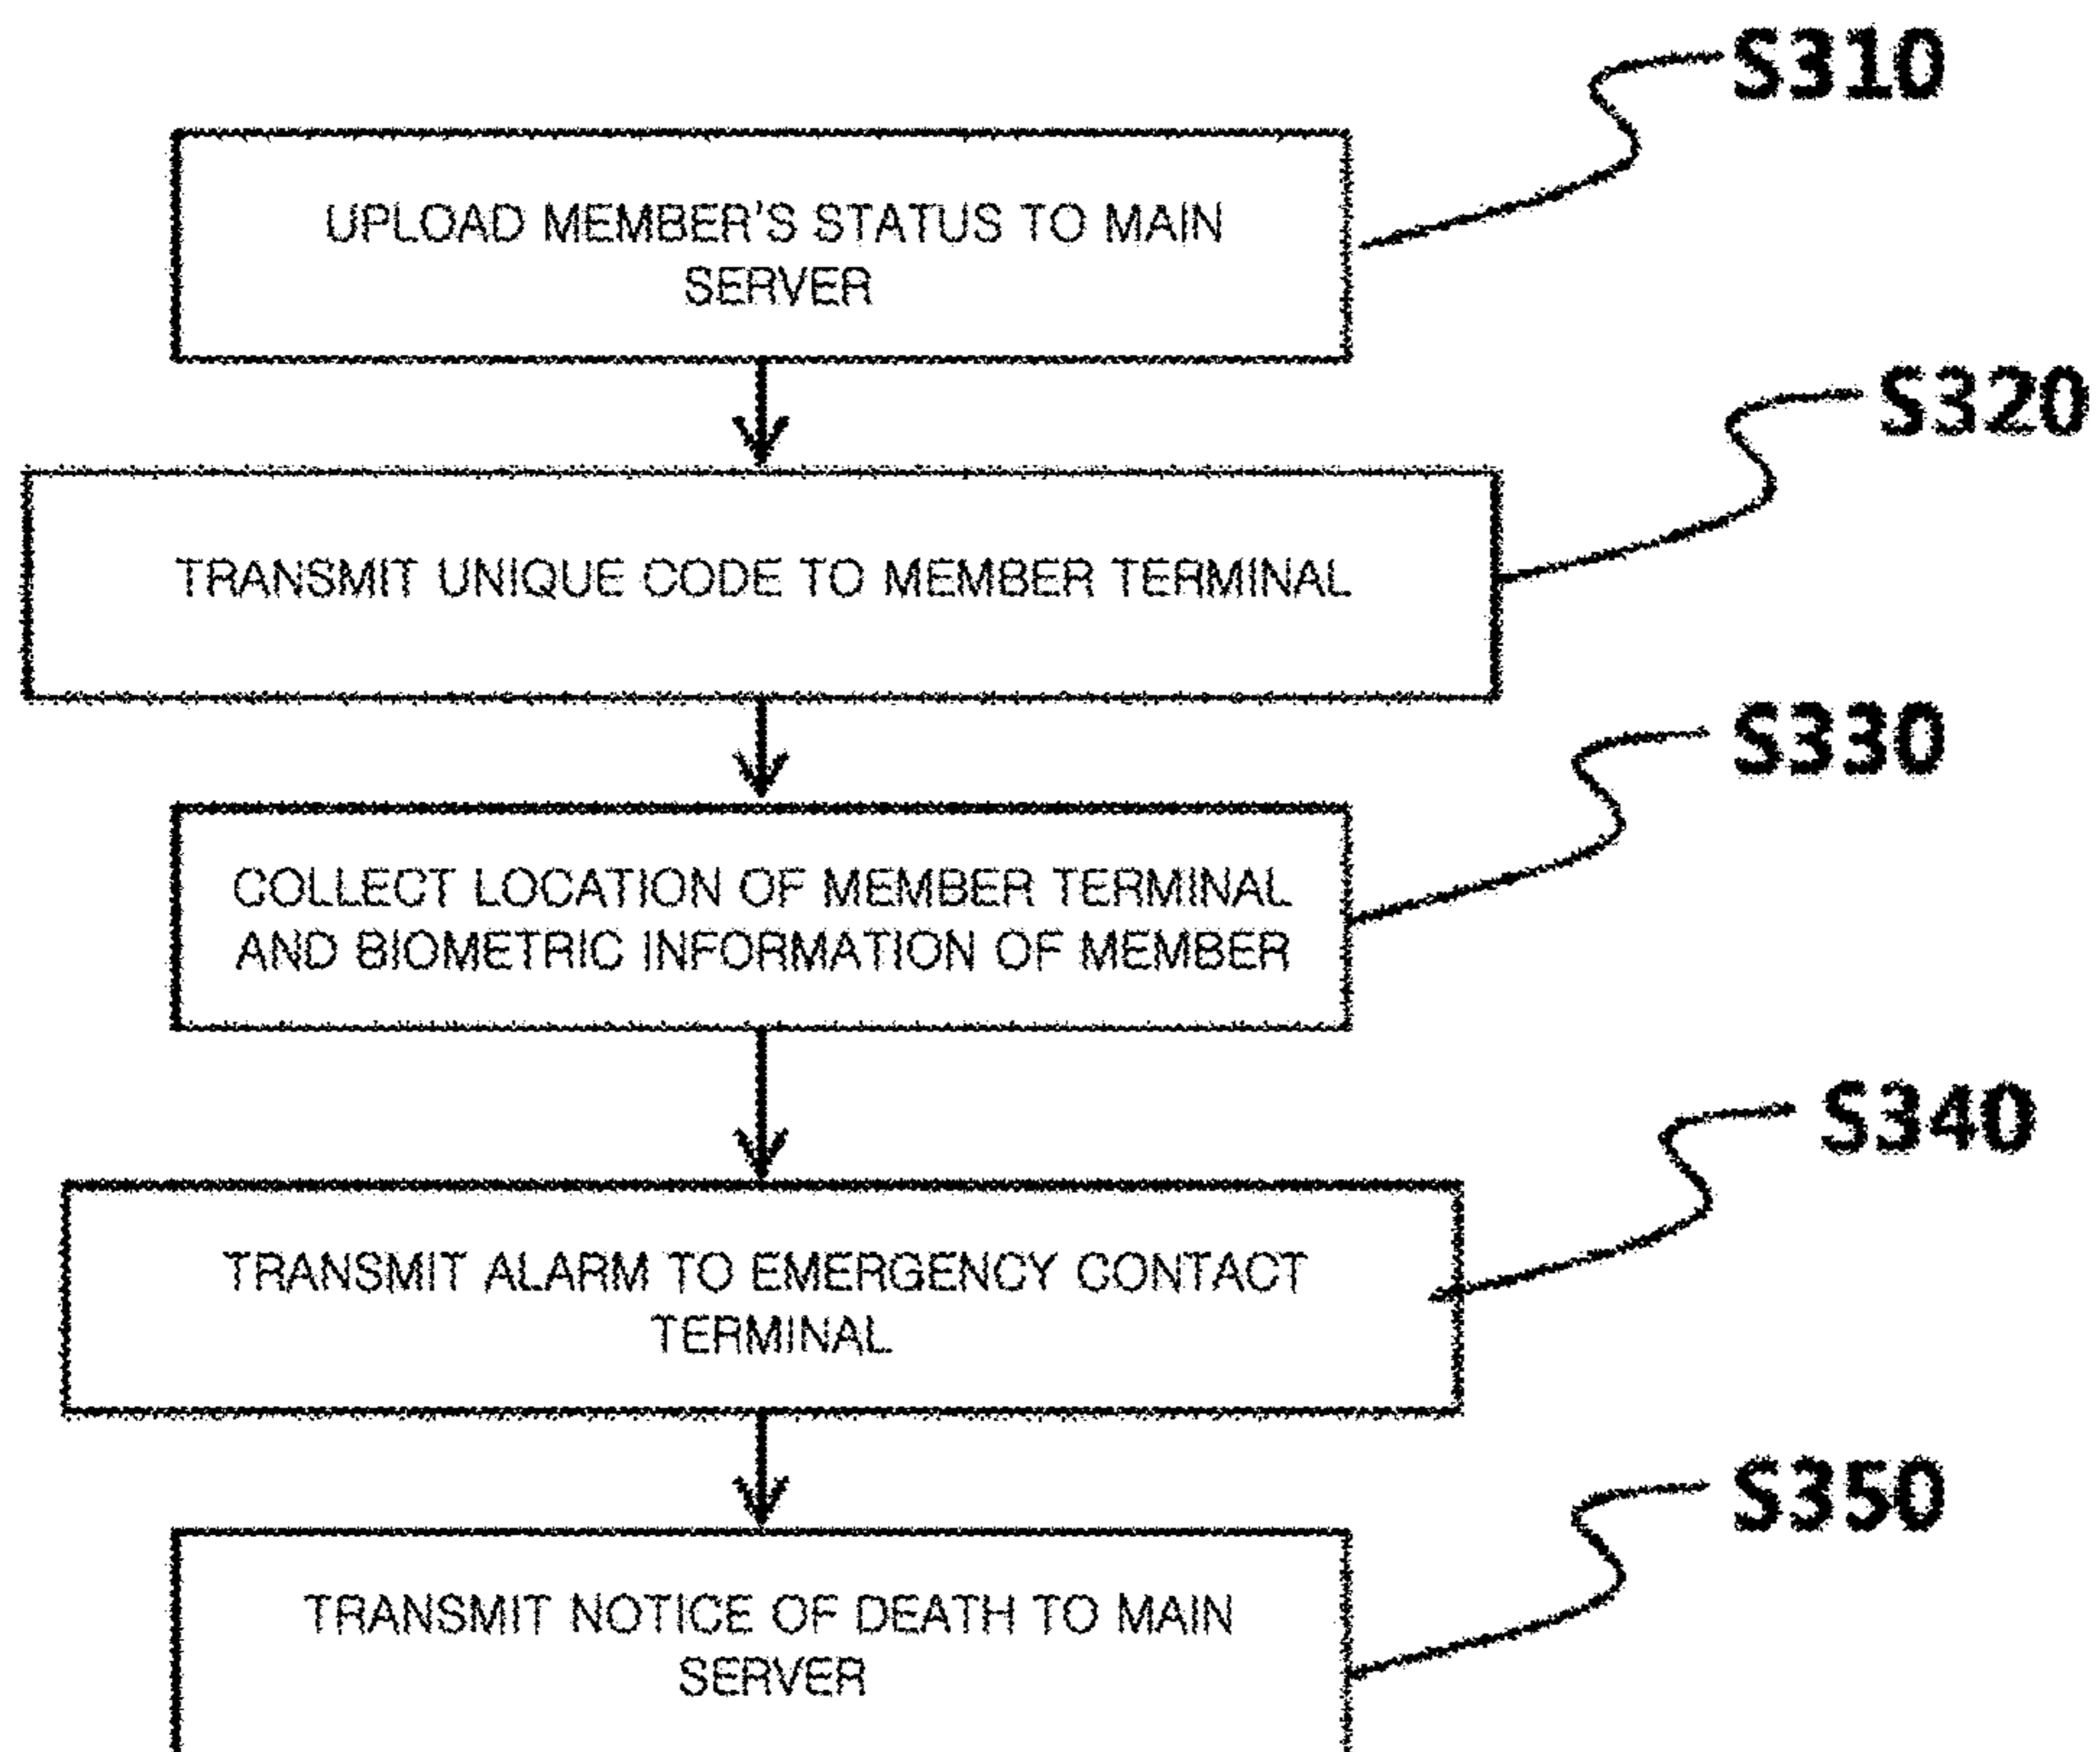 S310
UPLOAD MEMBER'S STATUS TO MAIN
SERVER
S320
TRANSMIT UNIQUE CODE TO MEMBER TERMINAL
S330
COLLECT LOCATION OF MEMBER TERMINAL
AND BIOMETRIC INFORMATION OF MEMBER
S340
TRANSMIT ALARM TO EMERGENCY CONTACT
TERMINAL
S350
TRANSMIT NOTICE OF DEATH TO MAIN
SERVER